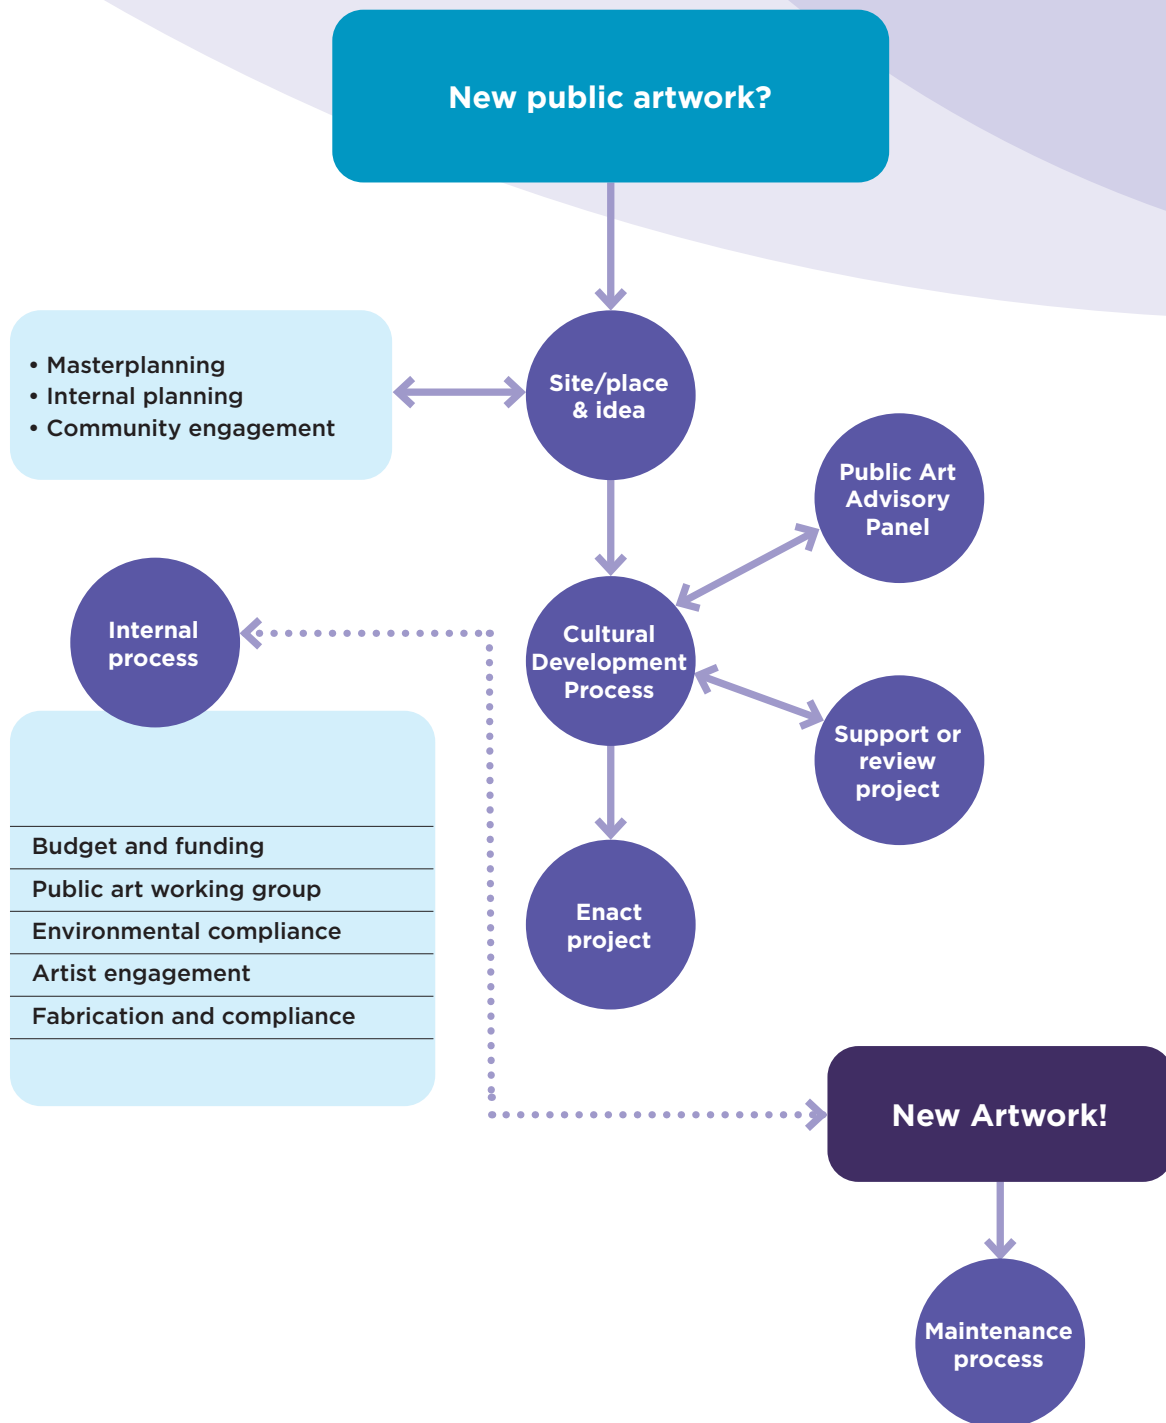 New public artwork?
• Masterplanning
• Internal planning
• Community engagement
Site/place
& idea
Public Art
Advisory
Panel
Internal
process
Cultural
Development
Process
Support or
review
project
Budget and funding
Public art working group
Environmental compliance
Artist engagement
Fabrication and compliance
Enact
project
New Artwork!
Maintenance
process